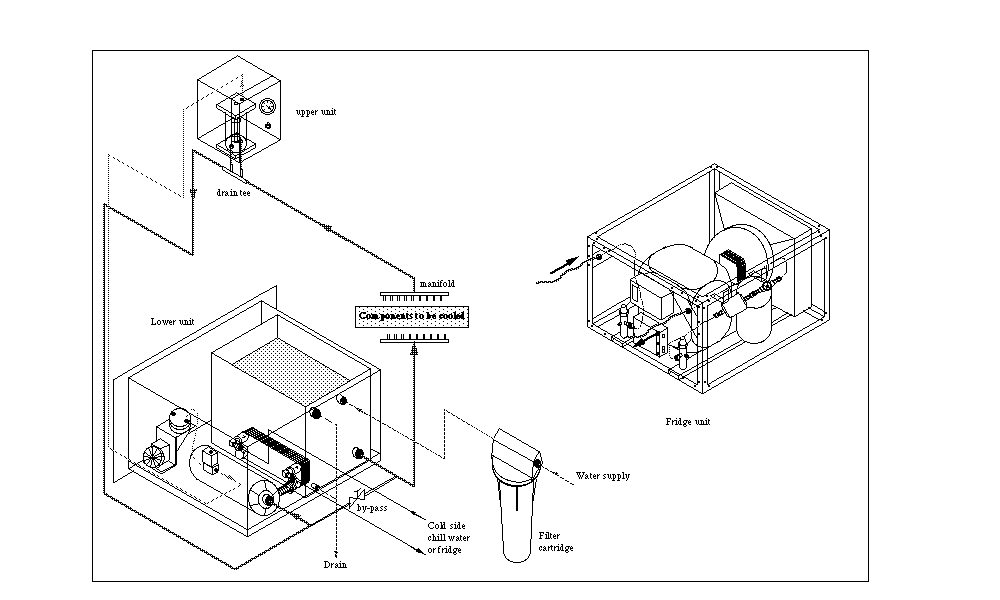 upper unit
drain tee
manifold
Components to be cooled
Lower unit
Fridge unit
Water supply
by-pass
Cold side
chill water
or fridge
Filter
cartridge
Drain